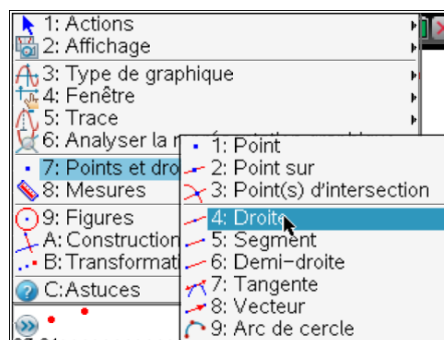 1: Actions
2: Affichage
3: Type de graphique
4: Fenêtre
5: Trace
6: Analyser la
7: Points et dro
8: Mesures
9: Figures
A: Construction
B: Transformati
C: Astuces
1: Point
2: Point sur
3: Point(s) d'intersection
4: Droite
5: Segment
6: Demi-droite
7: Tangente
8: Vecteur
9: Arc de cercle